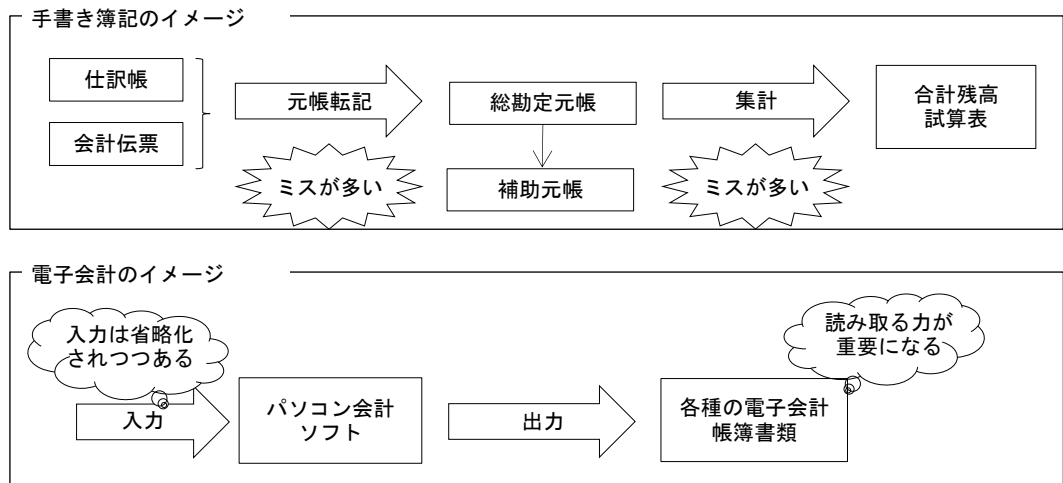 手書き簿記のイメージ
仕訳帳
会計伝票
元帳転記
ミスが多い
総勘定元帳
補助元帳
集計
ミスが多い
合計残高
試算表
電子会計のイメージ
入力は省略化
されつつある
入力
パソコン会計
ソフト
出力
読み取る力が
重要になる
各種の電子会計
帳簿書類